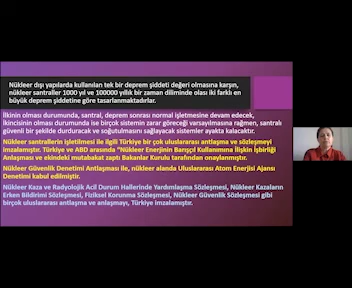 Nükleer dışı yapılarda kullanılan tek bir deprem şiddeti değeri olmasına karşın,
nükleer santraller 1000 yıl ve 100000 yıllık bir zaman diliminde olası iki farklı en
büyük deprem şiddetine göre tasarlanmaktadırlar.
İlkinin olması durumunda, santral, deprem sonrası normal işletmesine devam edecek,
ikincisinin olması durumunda ise birçok sistemin zarar göreceği varsayılmasına rağmen, santralı
güvenli bir şekilde durduracak ve soğutulmasını sağlayacak sistemler ayakta kalacaktır.
Nükleer santrallerin işletilmesi ile ilgili Türkiye bir çok uluslararası antlaşma ve sözleşmeyi
imzalamıştır. Türkiye ve ABD arasında "Nükleer Enerjinin Barışçıl Kullanımına İlişkin İşbirliği
Anlaşması ve ekindeki mutabakat zaptı Bakanlar Kurulu tarafından onaylanmıştır.
Nükleer Güvenlik Denetimi Antlaşması ile, nükleer alanda Uluslararası Atom Enerjisi Ajansı
Denetimi kabul edilmiştir.
Nükleer Kaza ve Radyolojik Acil Durum Hallerinde Yardımlaşma Sözleşmesi, Nükleer Kazaların
Erken Bildirimi Sözleşmesi, Fiziksel Korunma Sözleşmesi, Nükleer Güvenlik Sözleşmesi gibi
birçok uluslararası antlaşma ve anlaşmayı, Türkiye imzalamıştır.